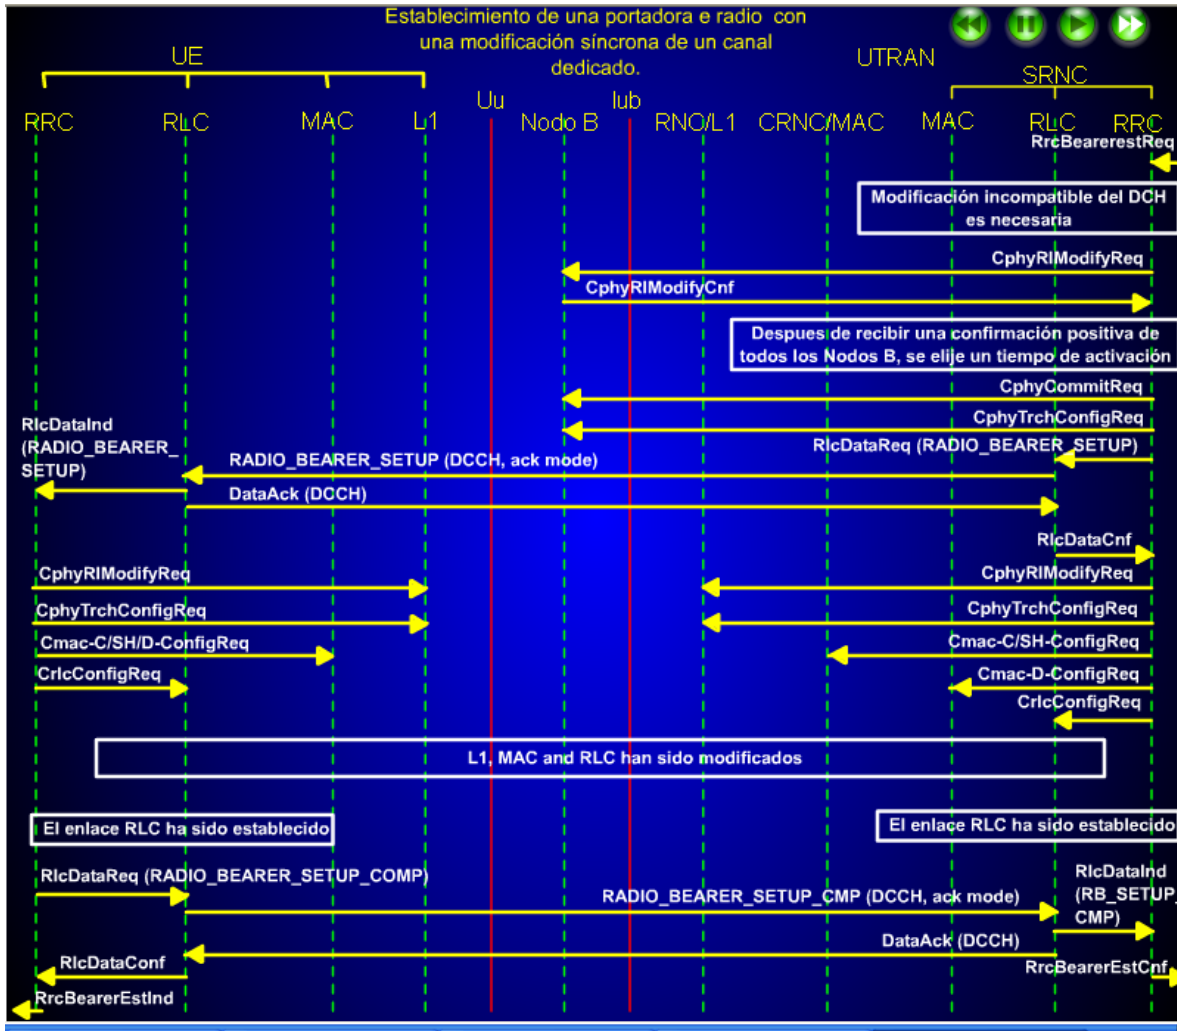 Establecimiento de una portadora e radio con
una modificación síncrona de un canal
dedicado.
UE
UTRAN
SRNC
Uu
Iub
RRC
RLC
MAC
L1
Nodo B
RNC/L1
CRNC/MAC
MAC
RLC
RRC
RrcBearerestReq
Modificación incompatible del DCH
es necesaria
CphyRlModifyReq
CphyRlModifyCnf
Despues de recibir una confirmación positiva de
todos los Nodos B, se elije un tiempo de activación
CphyCommitReq
CphyTrchConfigReq
RlcDataInd
(RADIO_BEARER_
SETUP)
RlcDataReq (RADIO_BEARER_SETUP)
RADIO_BEARER_SETUP (DCCH, ack mode)
DataAck (DCCH)
RlcDataCnf
CphyRlModifyReq
CphyRlModifyReq
CphyTrchConfigReq
CphyTrchConfigReq
Cmac-C/SH/D-ConfigReq
Cmac-C/SH-ConfigReq
CrlcConfigReq
Cmac-D-ConfigReq
CrlcConfigReq
L1, MAC and RLC han sido modificados
El enlace RLC ha sido establecido
El enlace RLC ha sido establecido
RlcDataReq (RADIO_BEARER_SETUP_COMP)
RADIO_BEARER_SETUP_CMP (DCCH, ack mode)
RlcDataInd
(RB_SETUP_
CMP)
DataAck (DCCH)
RlcDataConf
RrcBearerEstCnf
RrcBearerEstInd